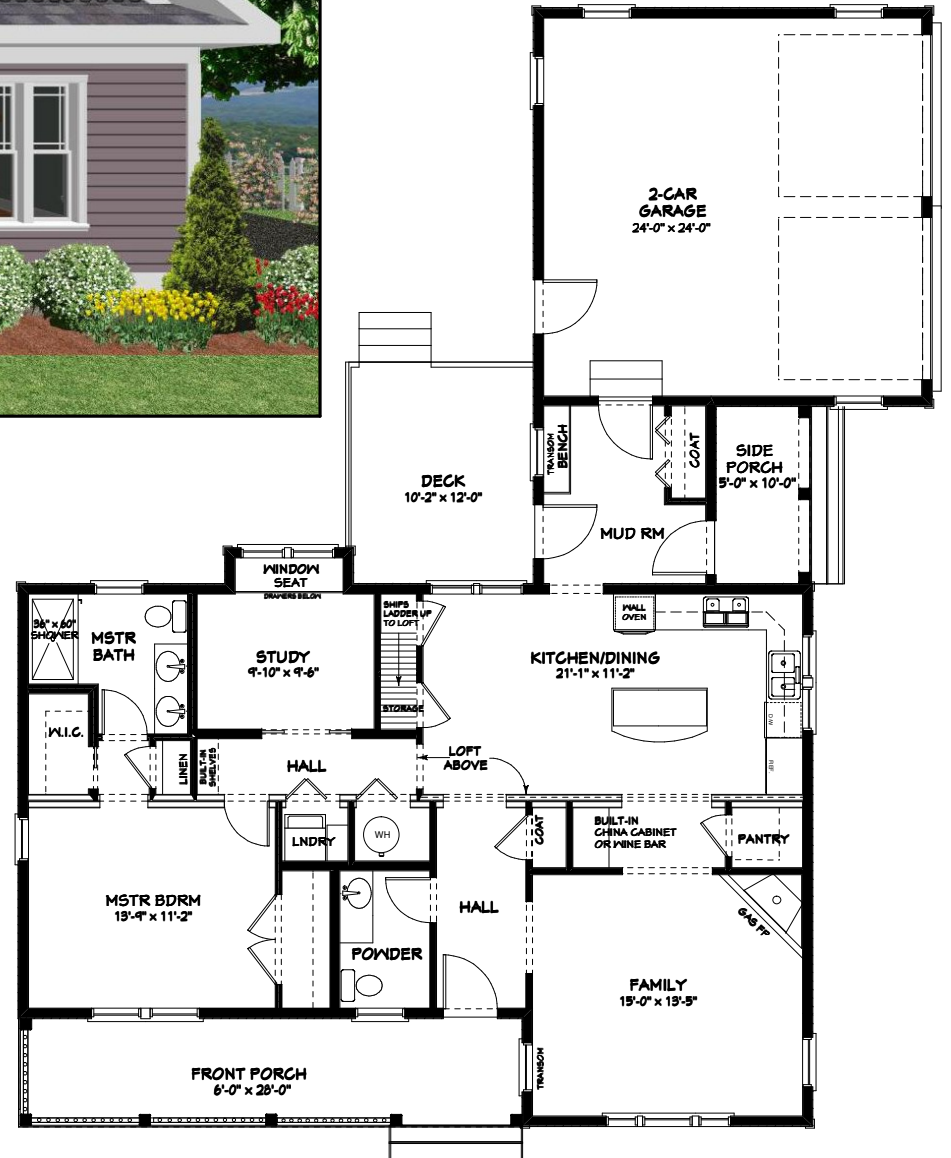 2-CAR
GARAGE
24'-0" x 24'-0"
TRANSOM
BENCH
COAT
SIDE
PORCH
5'-0" x 10'-0"
DECK
10'-2" x 12'-0"
MUD RM
WINDOW
SEAT
DRAWERS BELOW
36" x 60"
SHOWER
MSTR
BATH
STUDY
9'-10" x 9'-6"
SHIPS
LADDER UP
TO LOFT
STORAGE
WALL
OVEN
KITCHEN/DINING
21'-1" x 11'-2"
D/W
REF
W.I.C.
LINEN
BUILT-IN
SHELVES
HALL
LOFT
ABOVE
LNDRY
WH
COAT
BUILT-IN
CHINA CABINET
OR WINE BAR
PANTRY
MSTR BDRM
13'-9" x 11'-2"
HALL
GAS FP
POWDER
FAMILY
15'-0" x 13'-5"
FRONT PORCH
6'-0" x 28'-0"
TRANSOM